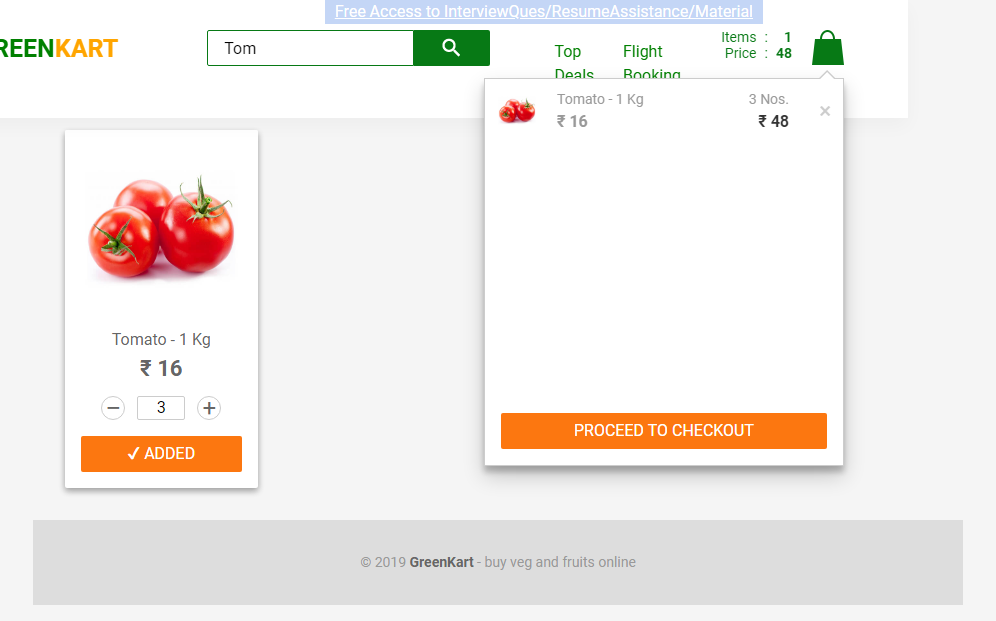 Free Access to InterviewQues/ResumeAssistance/Material
REENKART
Tom
Top
Deals
Flight
Booking
Items : 1
Price : 48
Tomato - 1 Kg
₹ 16
3 Nos.
₹ 48
×
PROCEED TO CHECKOUT
Tomato - 1 Kg
₹ 16
− 3 +
✓ ADDED
© 2019 GreenKart - buy veg and fruits online